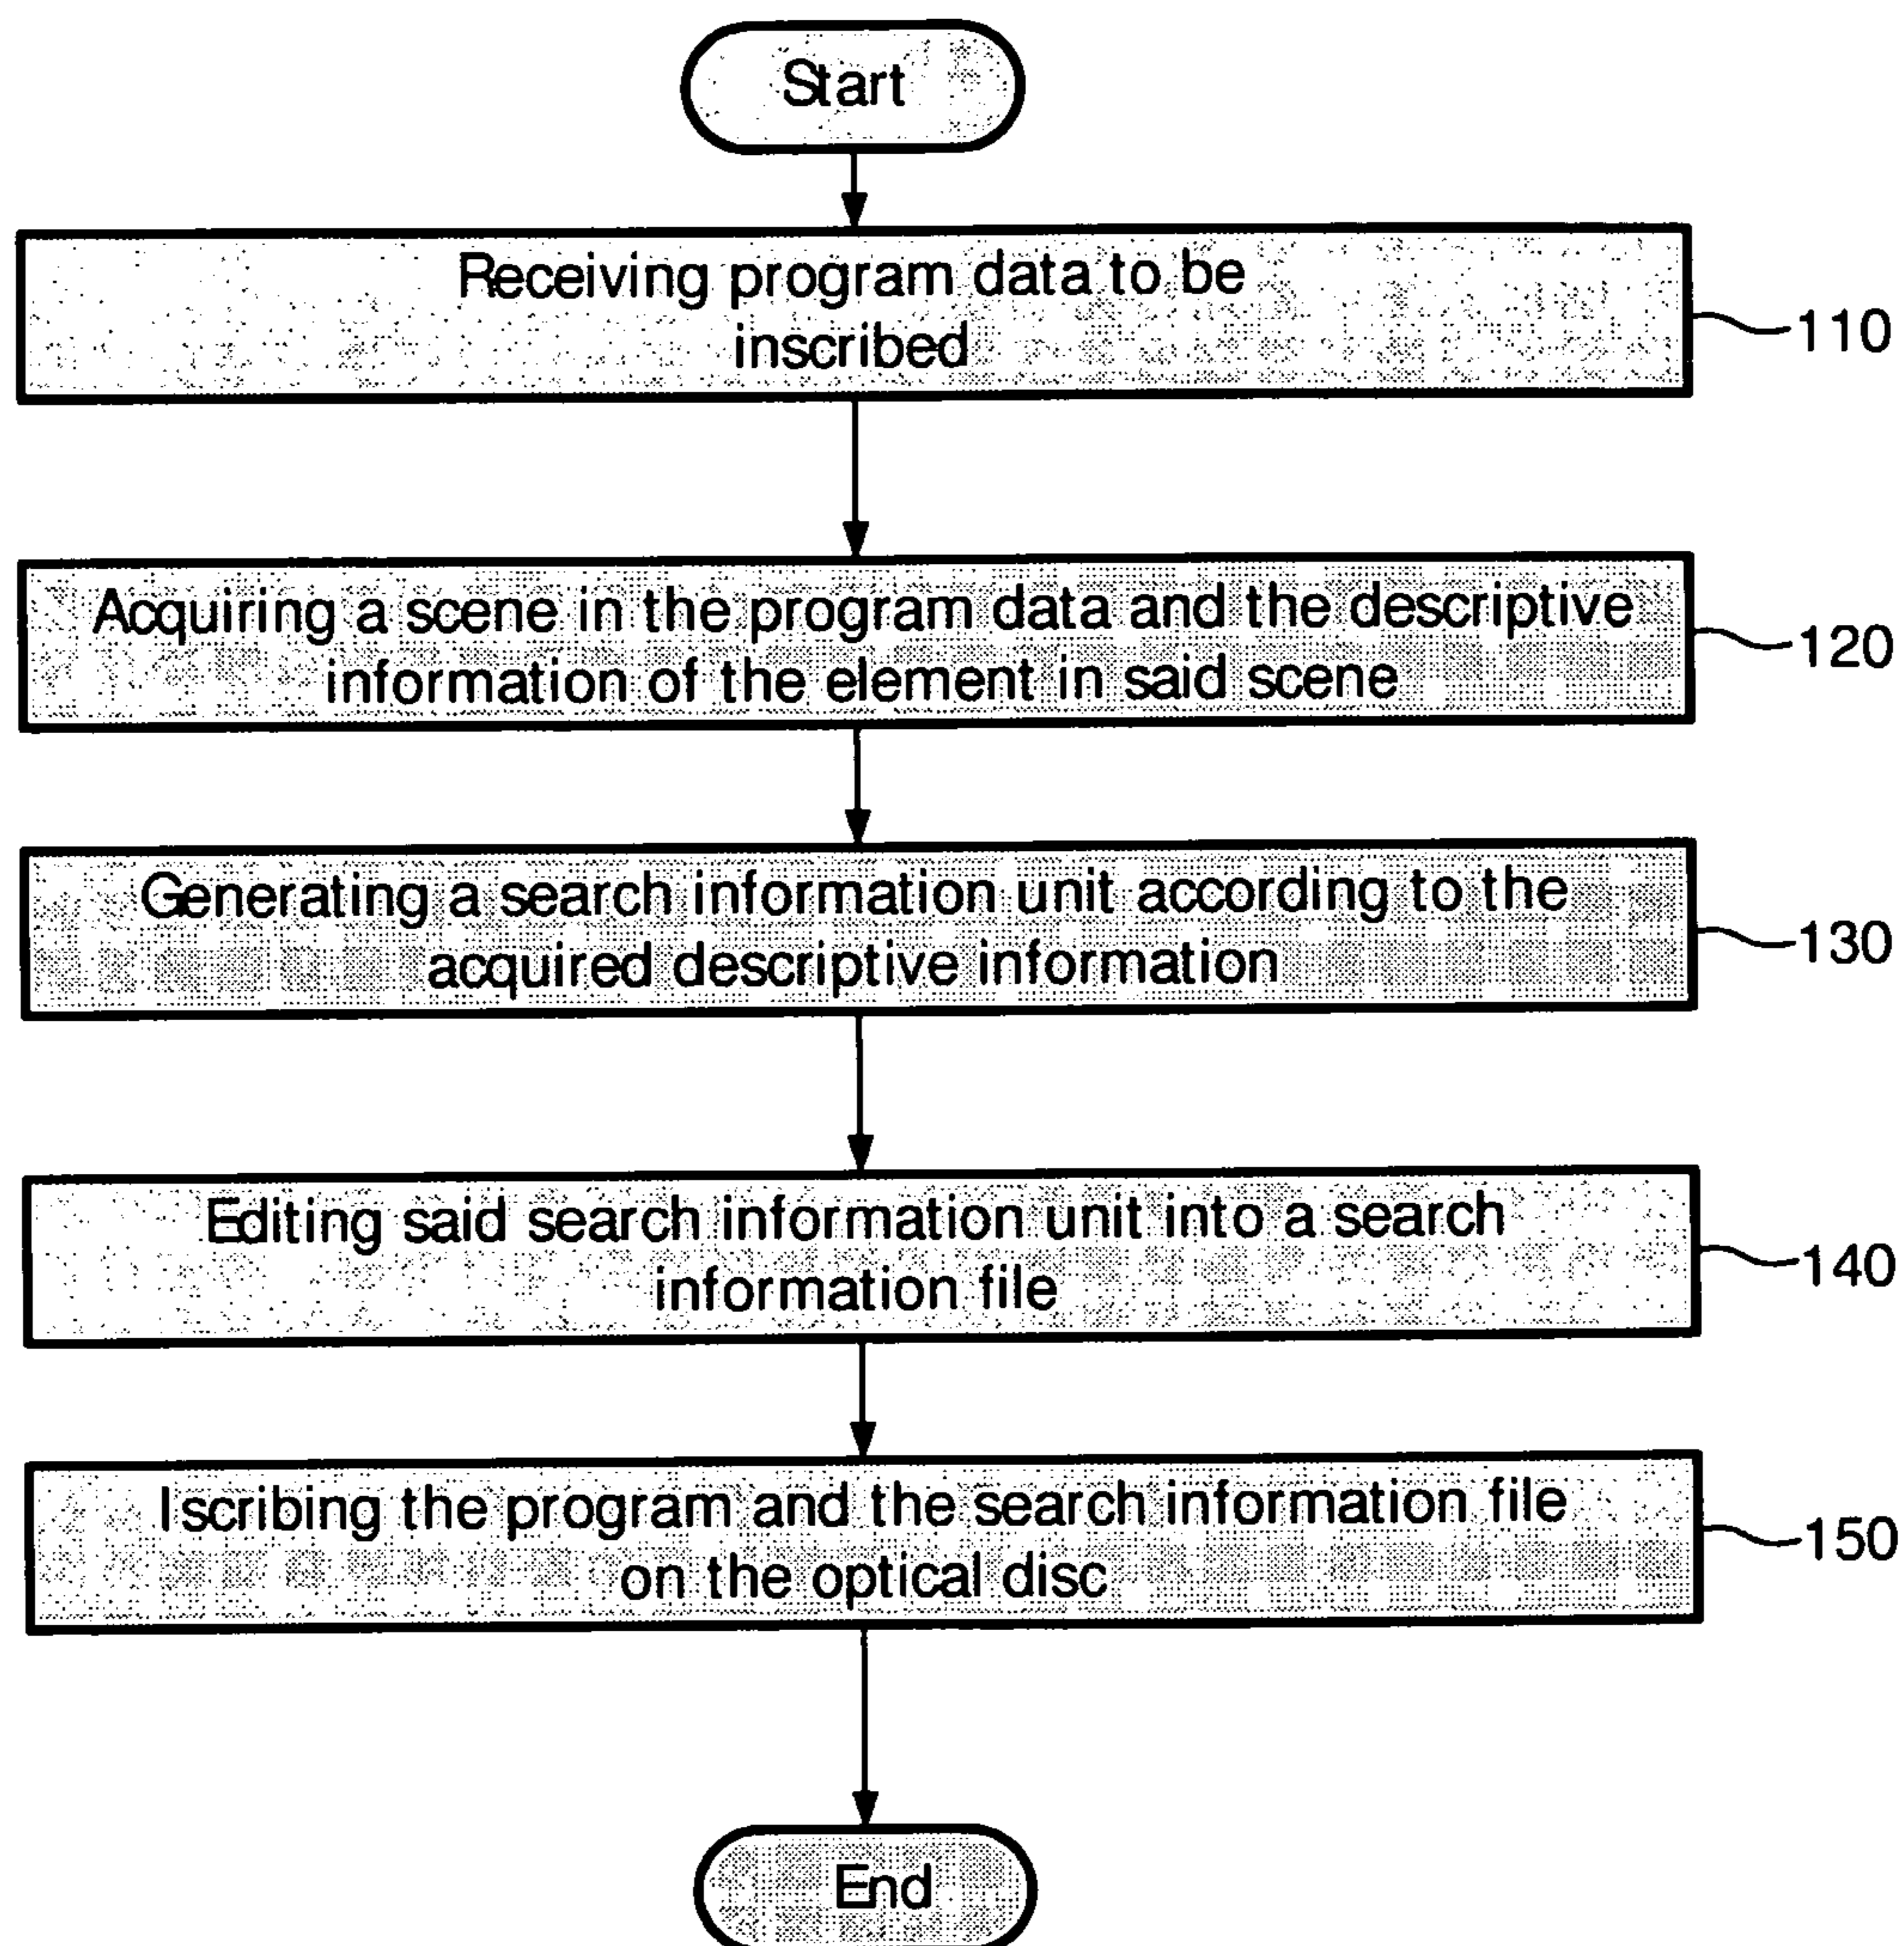 Start
Receiving program data to be
inscribed
110
Acquiring a scene in the program data and the descriptive
information of the element in said scene
120
Generating a search information unit according to the
acquired descriptive information
130
Editing said search information unit into a search
information file
140
Iscribing the program and the search information file
on the optical disc
150
End